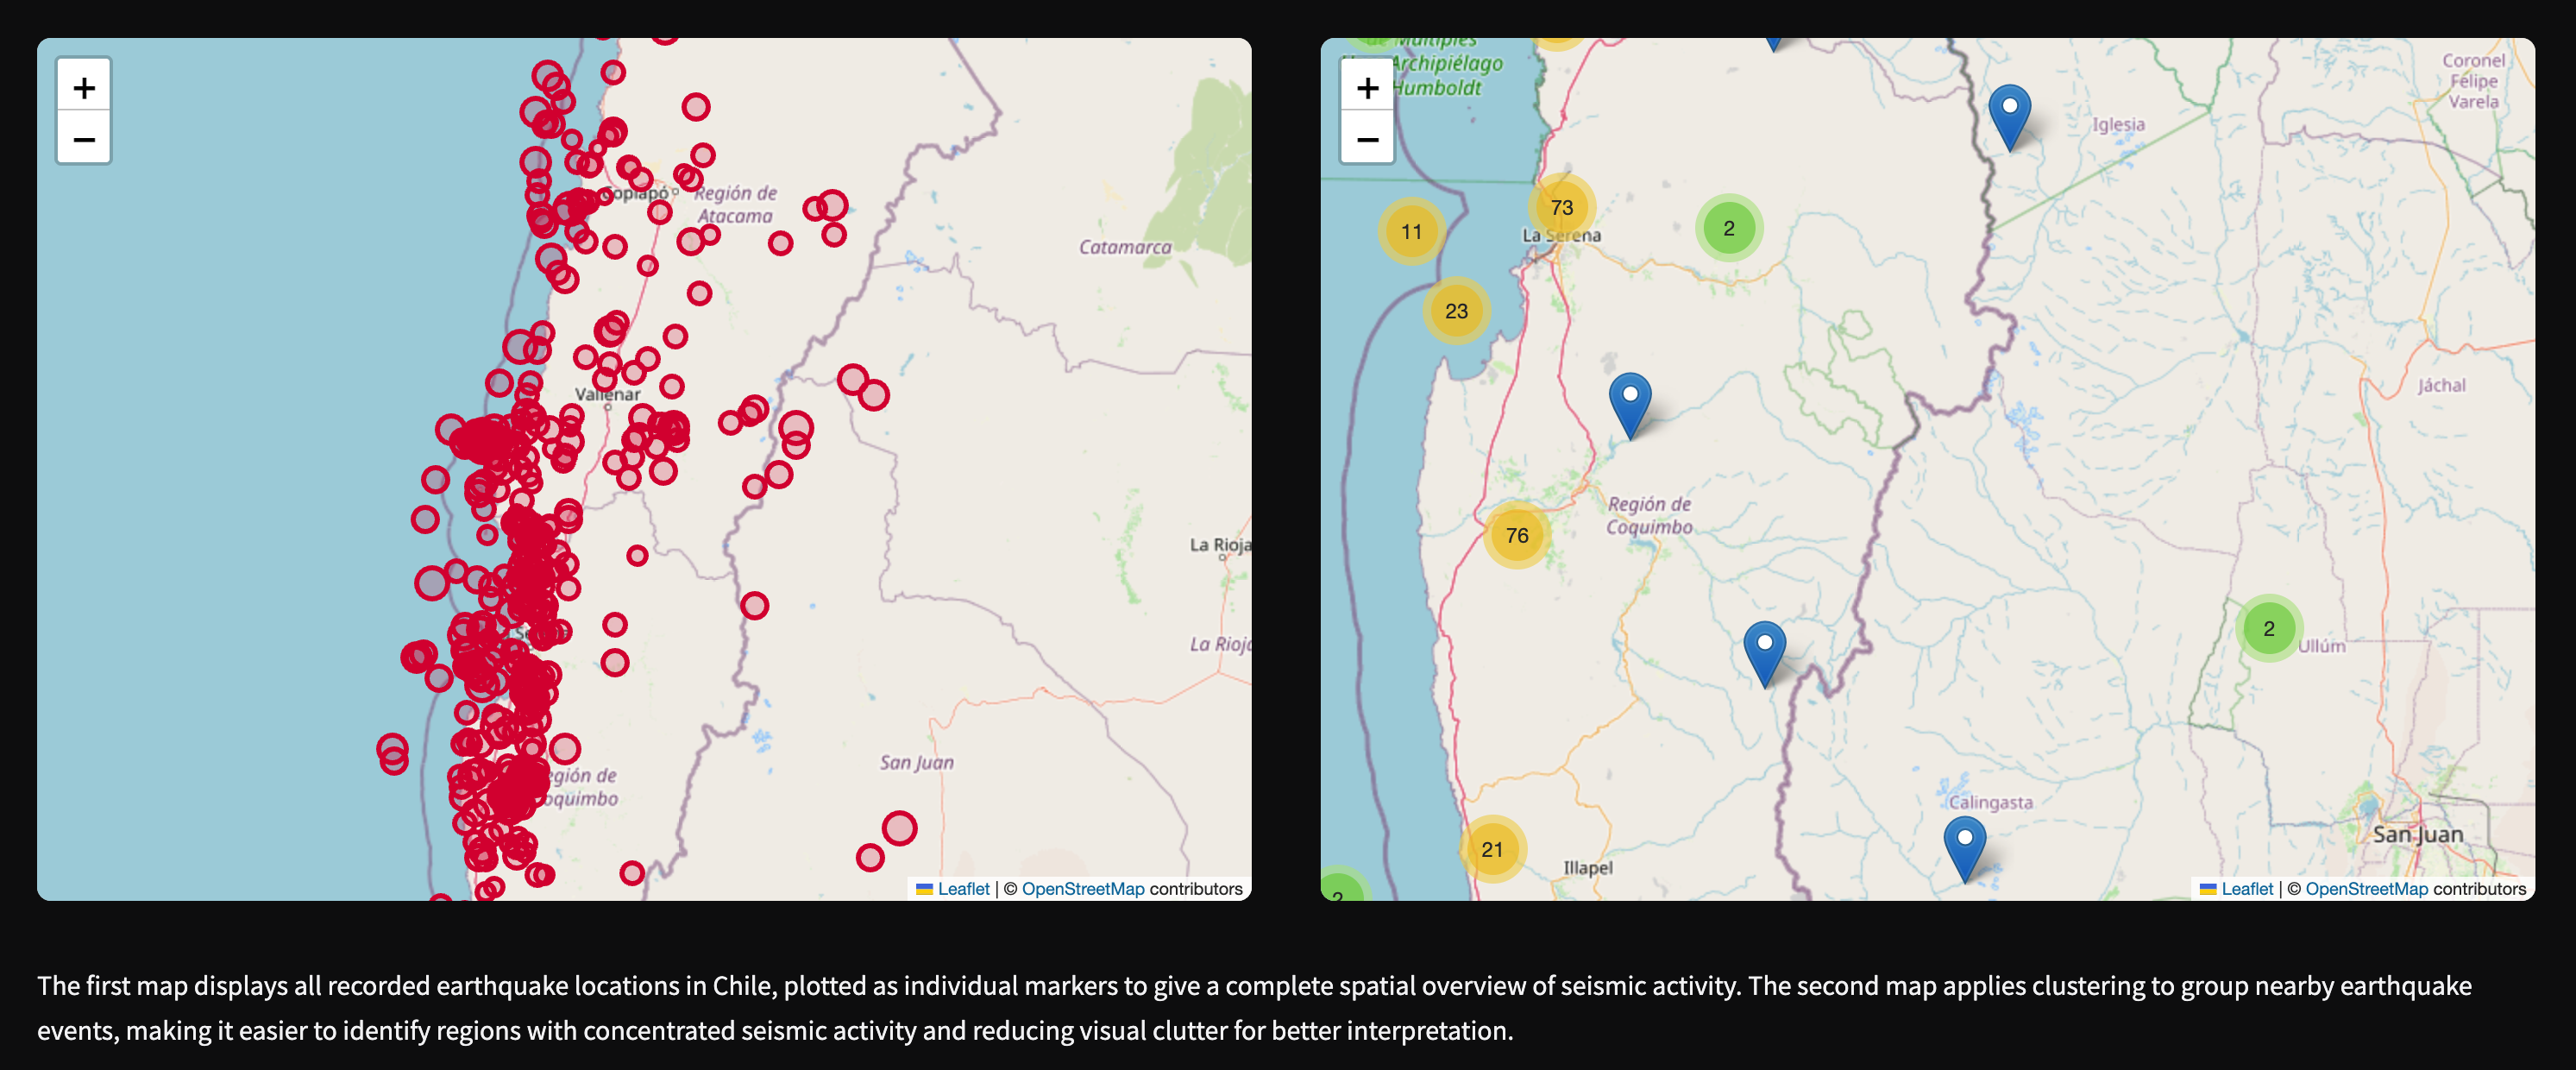 +
−
Copiapó
Región de
Atacama
Catamarca
Vallenar
La Rioja
La Rioja
San Juan
Región de
Coquimbo
Leaflet | © OpenStreetMap contributors
de Múltiples
Archipiélago
Humboldt
+
−
Coronel
Felipe
Varela
Iglesia
73
2
11
La Serena
23
Jáchal
Región de
Coquimbo
76
2
Ullúm
Calingasta
San Juan
21
Illapel
2
Leaflet | © OpenStreetMap contributors
The first map displays all recorded earthquake locations in Chile, plotted as individual markers to give a complete spatial overview of seismic activity. The second map applies clustering to group nearby earthquake
events, making it easier to identify regions with concentrated seismic activity and reducing visual clutter for better interpretation.